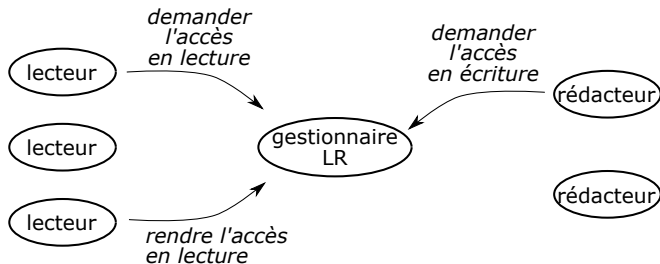 demander
l'accès
en lecture
demander
l'accès
en écriture
lecteur
rédacteur
lecteur
gestionnaire
LR
rédacteur
lecteur
rendre l'accès
en lecture